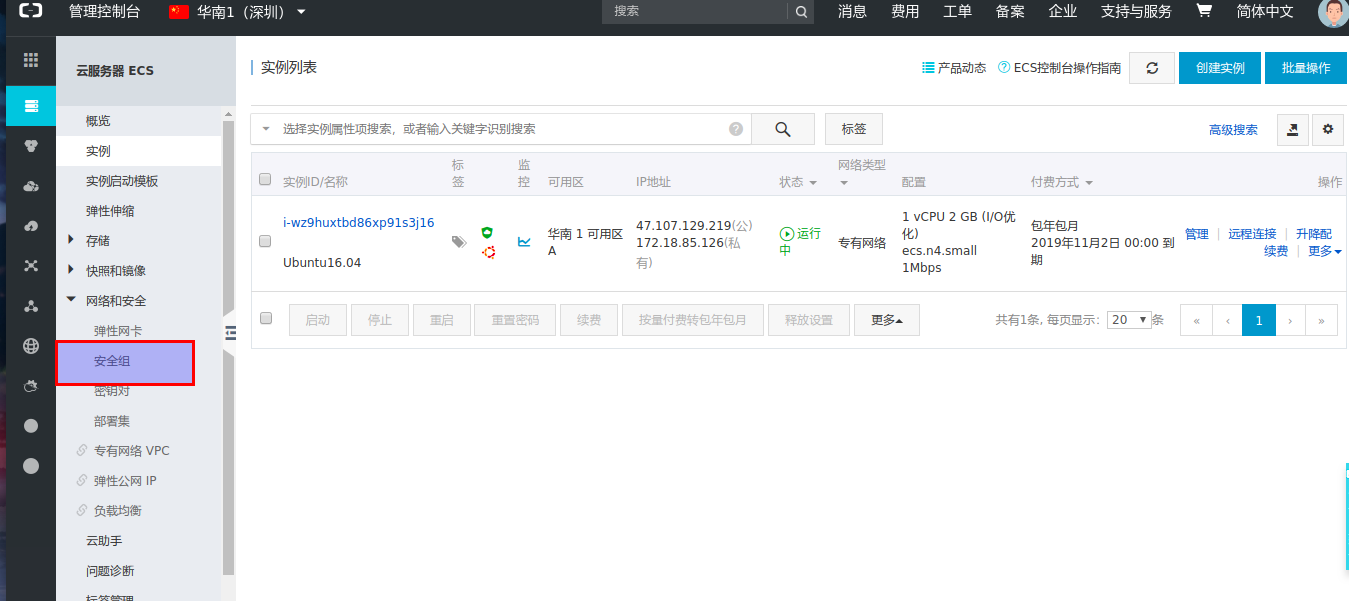 管理控制台 华南1（深圳） 搜索 消息 费用 工单 备案 企业 支持与服务 简体中文
云服务器 ECS
概览
实例
实例启动模板
弹性伸缩
存储
快照和镜像
网络和安全
弹性网卡
安全组
密钥对
部署集
专有网络 VPC
弹性公网 IP
负载均衡
云助手
问题诊断
标签管理
实例列表 产品动态 ECS控制台操作指南 创建实例 批量操作
选择实例属性项搜索，或者输入关键字识别搜索 标签 高级搜索
实例ID/名称 标签 监控 可用区 IP地址 状态 网络类型 配置 付费方式 操作
i-wz9huxtbd86xp91s3j16
Ubuntu16.04
华南 1 可用区
A
47.107.129.219(公)
172.18.85.126(私
有)
运行
中
专有网络
1 vCPU 2 GB (I/O优
化)
ecs.n4.small
1Mbps
包年包月
2019年11月2日 00:00 到
期
管理 | 远程连接 | 升降配
续费 | 更多
启动 停止 重启 重置密码 续费 按量付费转包年包月 释放设置 更多 共有1条, 每页显示: 20 条 « ‹ 1 › »